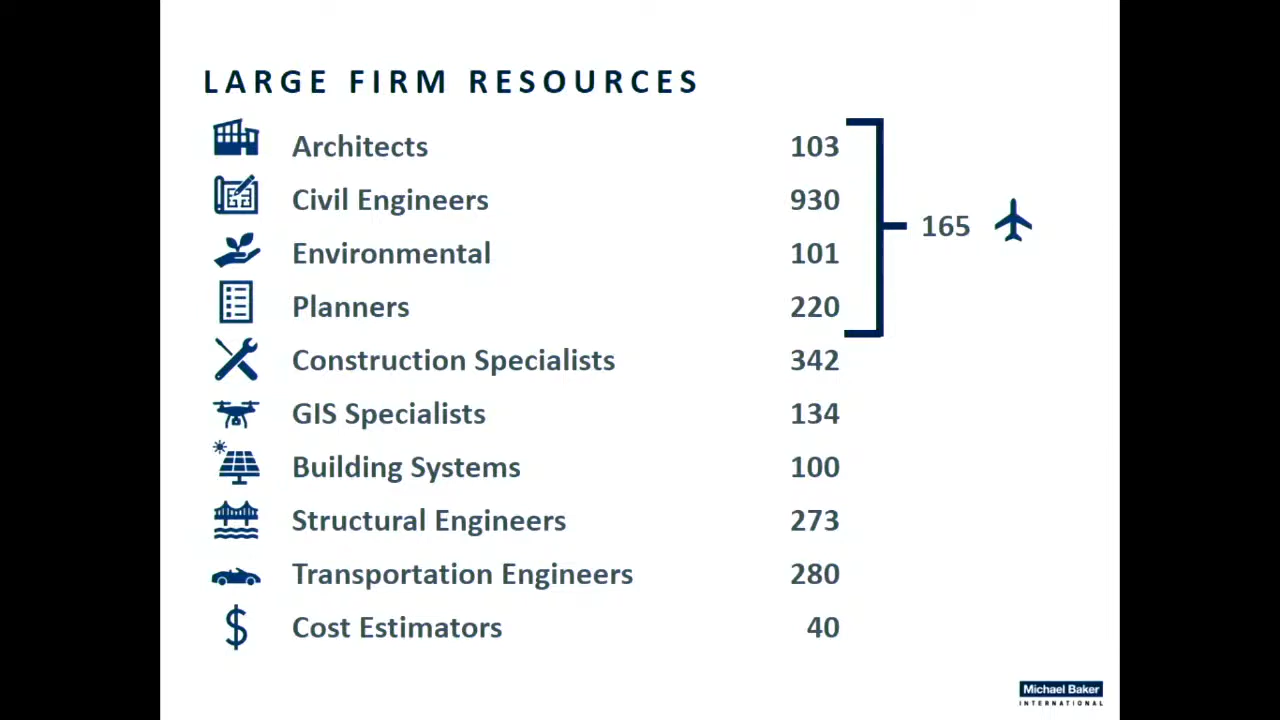 LARGE FIRM RESOURCES
Architects 103
Civil Engineers 930
165
Environmental 101
Planners 220
Construction Specialists 342
GIS Specialists 134
Building Systems 100
Structural Engineers 273
Transportation Engineers 280
$ Cost Estimators 40
Michael Baker
INTERNATIONAL